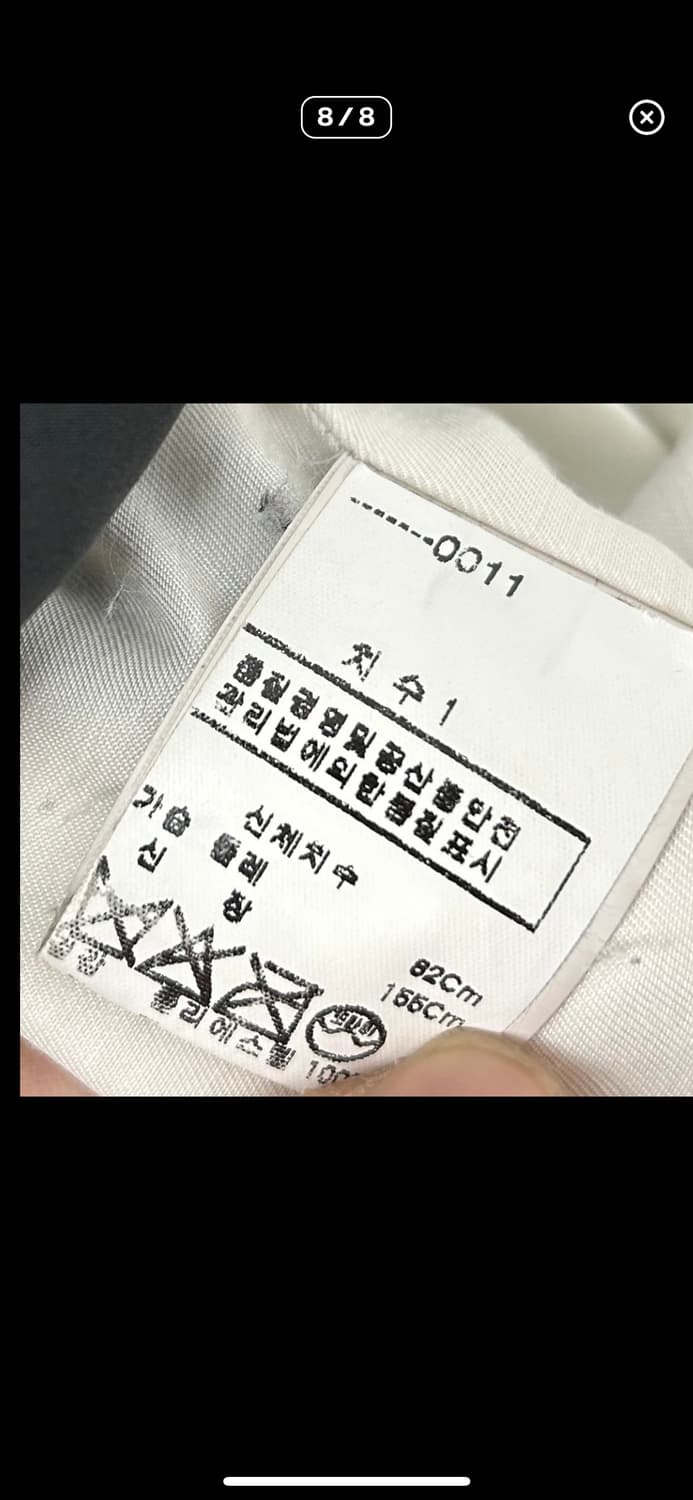 8/8
------0011
치수 1
품질경영및공산품안전
관리법에의한품질표시
신체치수
가슴 둘레 82cm
신 장 155cm
폴리에스텔 100